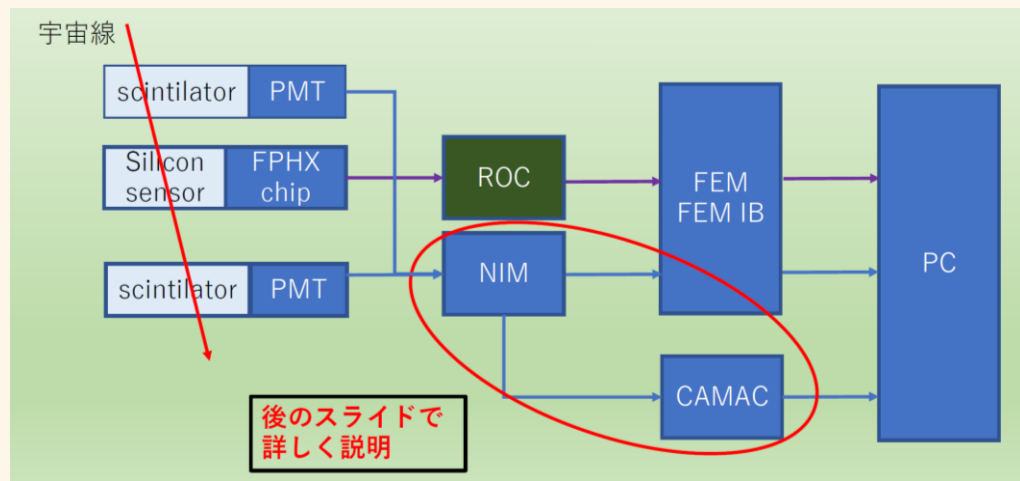 宇宙線
scintilator
PMT
Silicon
sensor
FPHX
chip
ROC
FEM
FEM IB
PC
scintilator
PMT
NIM
CAMAC
後のスライドで
詳しく説明